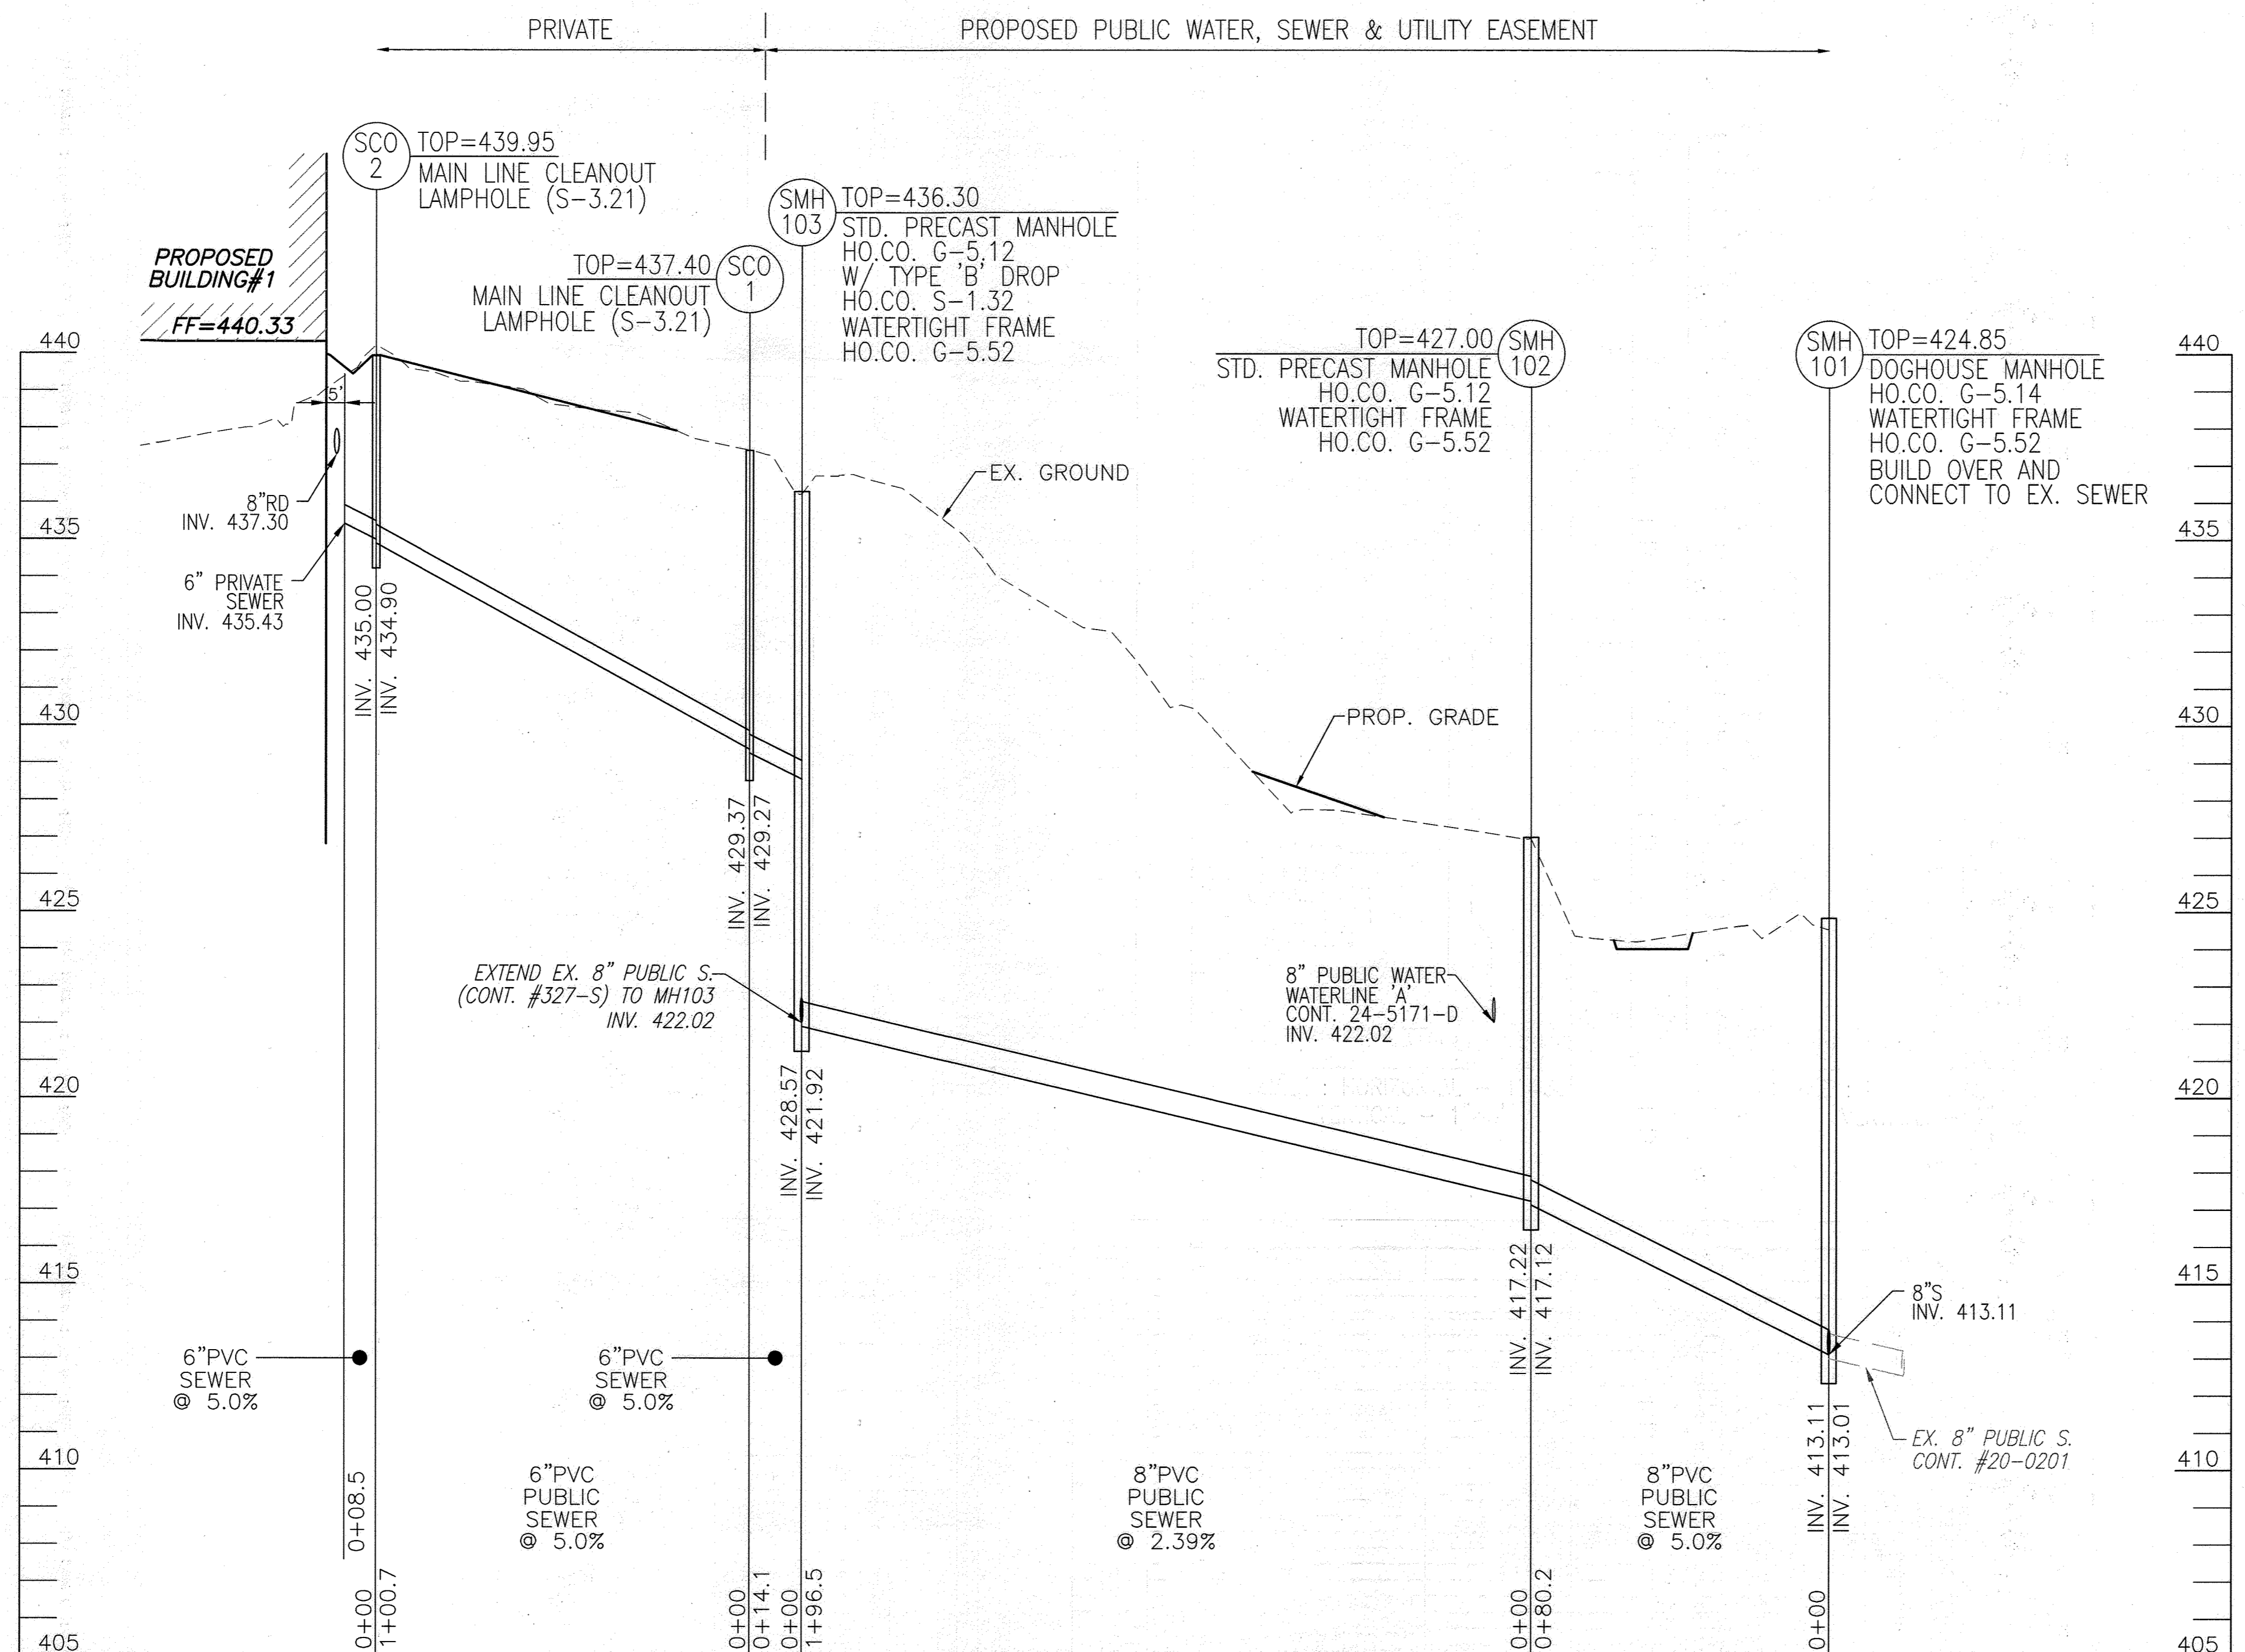 PRIVATE
PROPOSED PUBLIC WATER, SEWER & UTILITY EASEMENT
SCO
2
TOP=439.95
MAIN LINE CLEANOUT
LAMPHOLE (S-3.21)
SMH
103
TOP=436.30
STD. PRECAST MANHOLE
HO.CO. G-5.12
W/ TYPE 'B' DROP
HO.CO. S-1.32
WATERTIGHT FRAME
HO.CO. G-5.52
PROPOSED
BUILDING#1
FF=440.33
TOP=437.40
SCO
1
MAIN LINE CLEANOUT
LAMPHOLE (S-3.21)
TOP=427.00
SMH
102
STD. PRECAST MANHOLE
HO.CO. G-5.12
WATERTIGHT FRAME
HO.CO. G-5.52
SMH
101
TOP=424.85
DOGHOUSE MANHOLE
HO.CO. G-5.14
WATERTIGHT FRAME
HO.CO. G-5.52
BUILD OVER AND
CONNECT TO EX. SEWER
440
435
430
425
420
415
410
405
440
435
430
425
420
415
410
405
5'
8"RD
INV. 437.30
6" PRIVATE
SEWER
INV. 435.43
INV. 435.00
INV. 434.90
EX. GROUND
PROP. GRADE
INV. 429.37
INV. 429.27
EXTEND EX. 8" PUBLIC S.
(CONT. #327-S) TO MH103
INV. 422.02
8" PUBLIC WATER
WATERLINE 'A'
CONT. 24-5171-D
INV. 422.02
INV. 428.57
INV. 421.92
INV. 417.22
INV. 417.12
8"S
INV. 413.11
INV. 413.11
INV. 413.01
EX. 8" PUBLIC S.
CONT. #20-0201
6"PVC
SEWER
@ 5.0%
6"PVC
SEWER
@ 5.0%
6"PVC
PUBLIC
SEWER
@ 5.0%
8"PVC
PUBLIC
SEWER
@ 2.39%
8"PVC
PUBLIC
SEWER
@ 5.0%
0+08.5
0+00
1+00.7
0+00
0+14.1
0+00
1+96.5
0+00
0+80.2
0+00